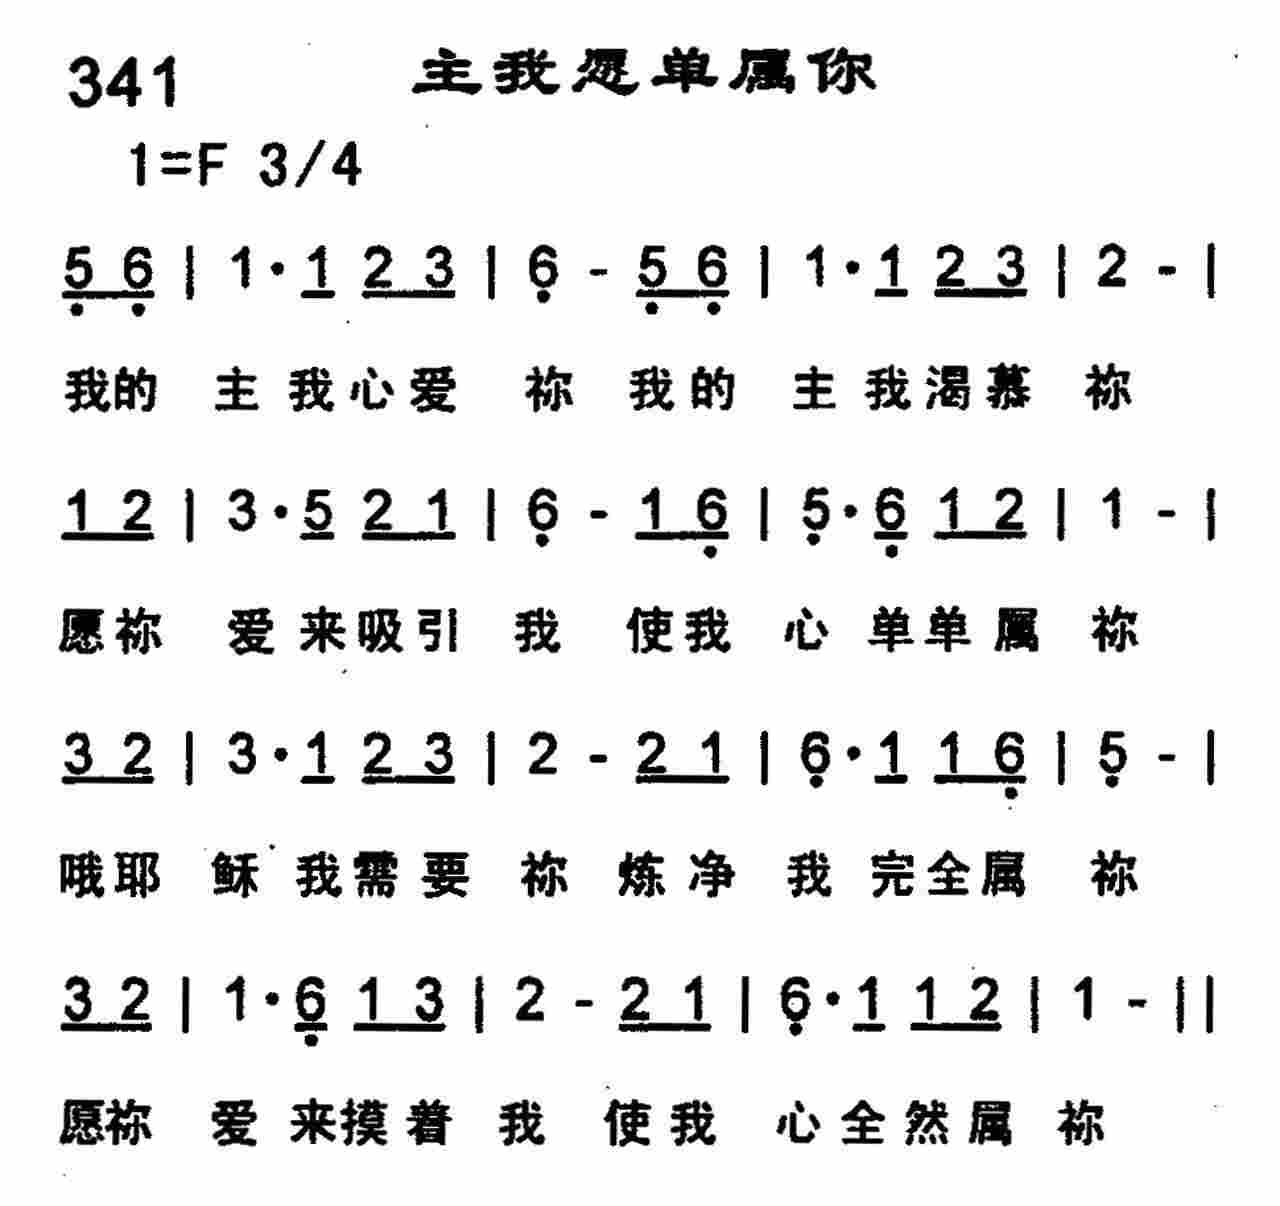 341 主我愿单属你
1=F 3/4
5 6 | 1· 1 2 3 | 6 - 5 6 | 1· 1 2 3 | 2 - |
我的 主 我心爱 祢 我的 主 我渴慕 祢
1 2 | 3· 5 2 1 | 6 - 1 6 | 5· 6 1 2 | 1 - |
愿祢 爱 来吸引 我 使我 心 单单属 祢
3 2 | 3· 1 2 3 | 2 - 2 1 | 6· 1 1 6 | 5 - |
哦耶 稣 我需要 祢 炼净 我 完全属 祢
3 2 | 1· 6 1 3 | 2 - 2 1 | 6· 1 1 2 | 1 - ||
愿祢 爱 来摸着 我 使我 心全然属 祢